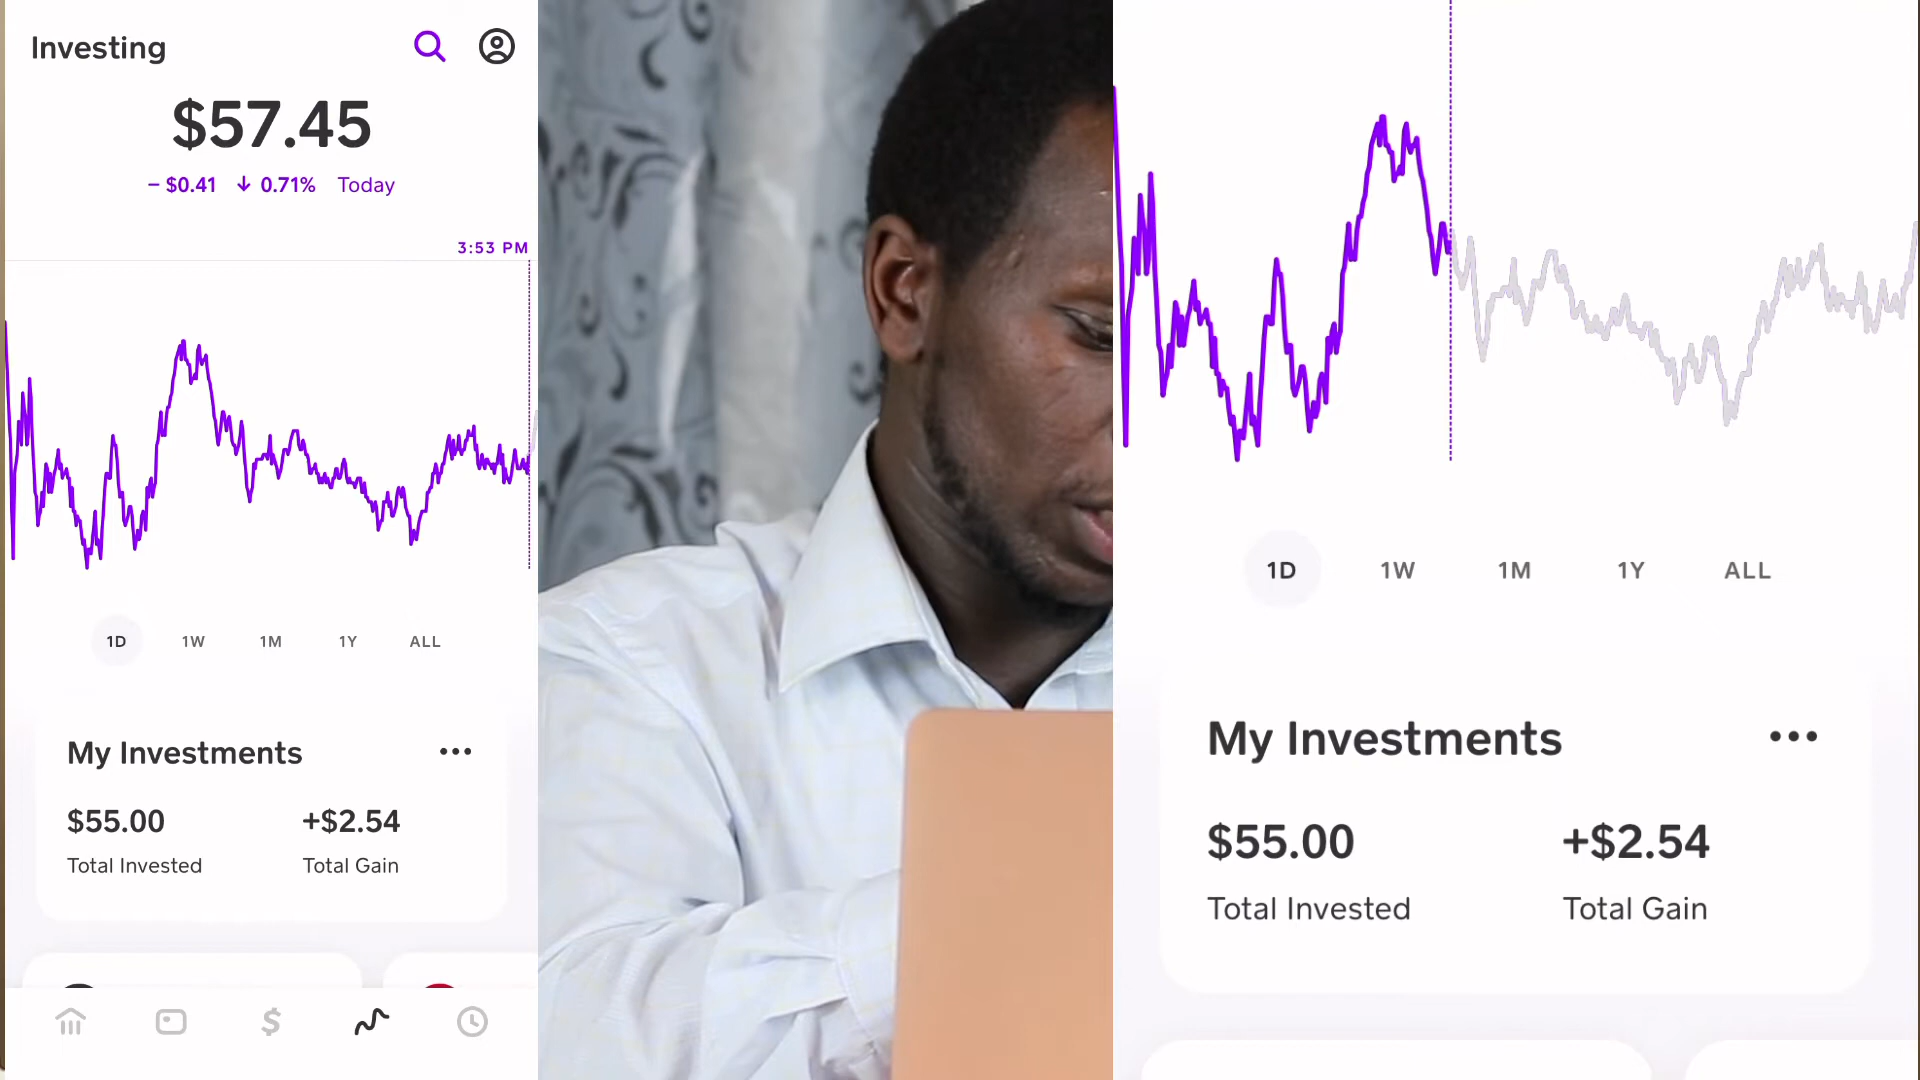 Investing
$57.45
– $0.41 ↓ 0.71% Today
3:53 PM
1D 1W 1M 1Y ALL
My Investments
$55.00 +$2.54
Total Invested Total Gain
1D 1W 1M 1Y ALL
My Investments
$55.00 +$2.54
Total Invested Total Gain